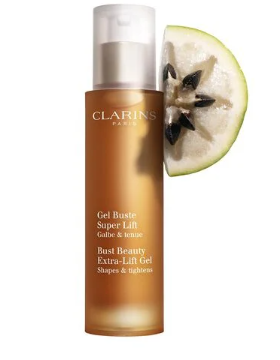 CLARINS
PARIS
Gel Buste
Super Lift
Galbe & tenue
Bust Beauty
Extra-Lift Gel
Shapes & tightens